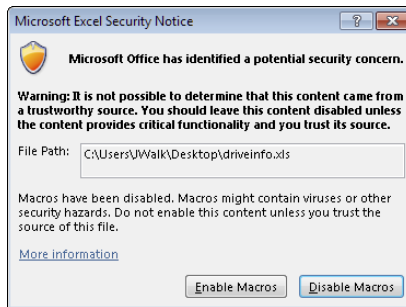 Microsoft Excel Security Notice
Microsoft Office has identified a potential security concern.
Warning: It is not possible to determine that this content came from
a trustworthy source. You should leave this content disabled unless
the content provides critical functionality and you trust its source.
File Path: C:\Users\JWalk\Desktop\driveinfo.xls
Macros have been disabled. Macros might contain viruses or other
security hazards. Do not enable this content unless you trust the
source of this file.
More information
Enable Macros Disable Macros